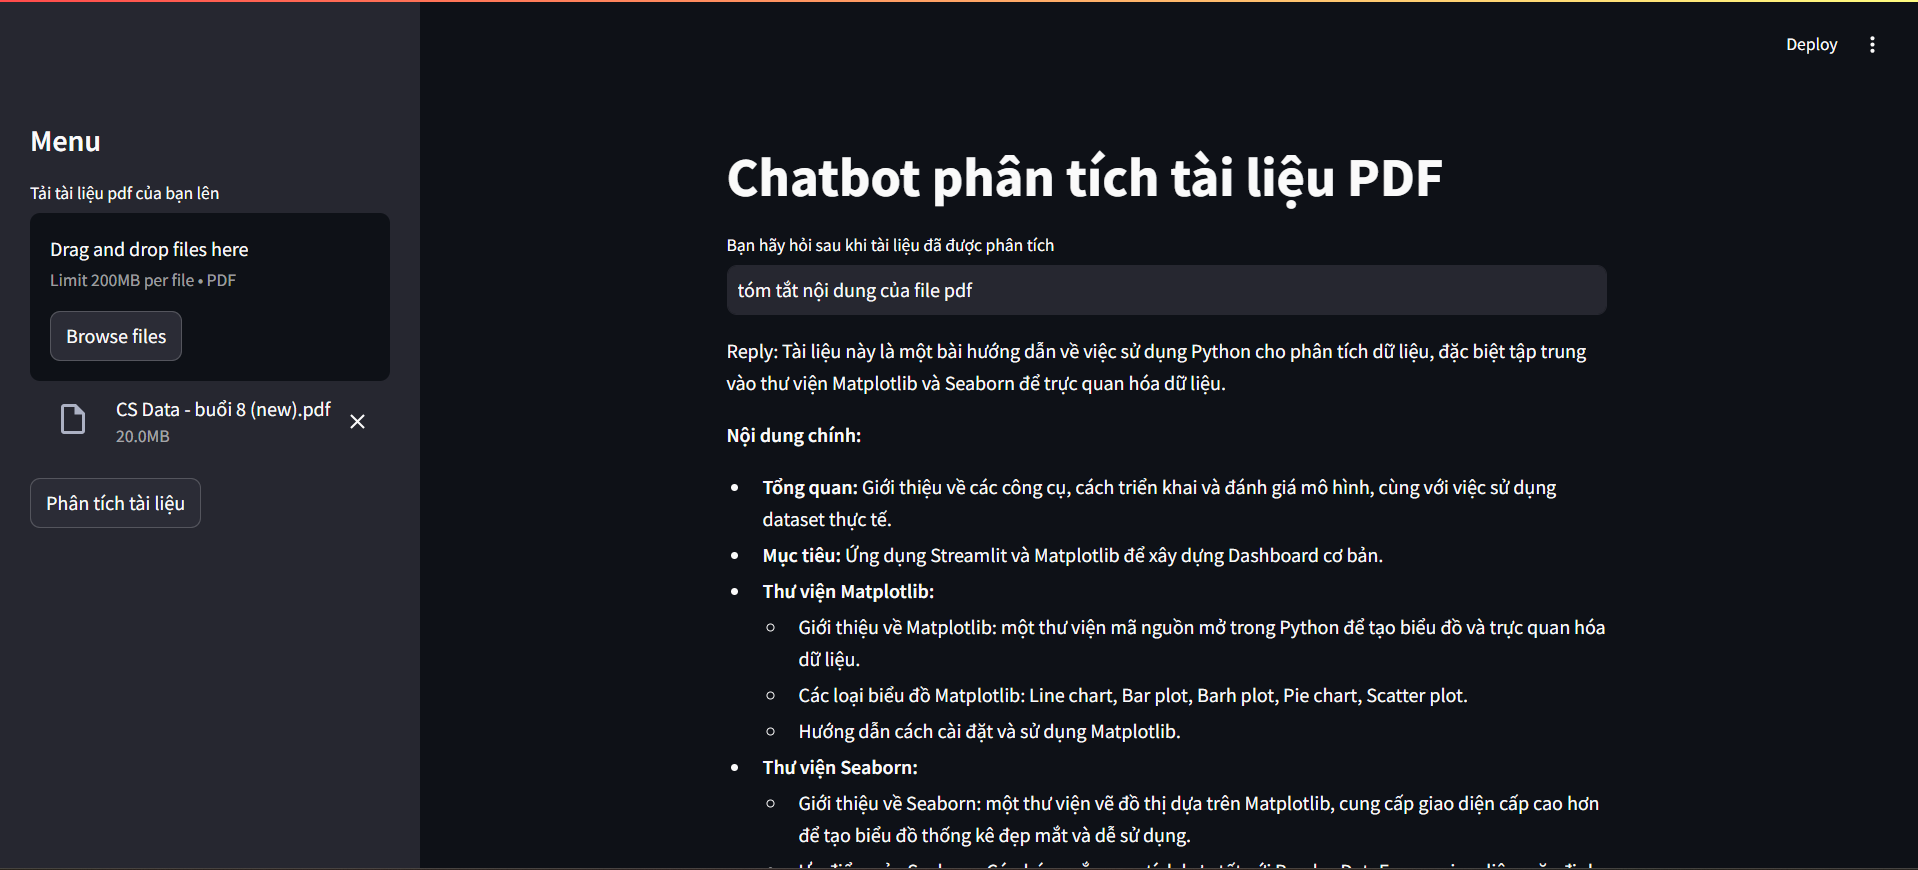 Deploy
Menu
Tải tài liệu pdf của bạn lên
Drag and drop files here
Limit 200MB per file • PDF
Browse files
CS Data - buổi 8 (new).pdf
20.0MB
Phân tích tài liệu
Chatbot phân tích tài liệu PDF
Bạn hãy hỏi sau khi tài liệu đã được phân tích
tóm tắt nội dung của file pdf
Reply: Tài liệu này là một bài hướng dẫn về việc sử dụng Python cho phân tích dữ liệu, đặc biệt tập trung
vào thư viện Matplotlib và Seaborn để trực quan hóa dữ liệu.
Nội dung chính:
• Tổng quan: Giới thiệu về các công cụ, cách triển khai và đánh giá mô hình, cùng với việc sử dụng
dataset thực tế.
• Mục tiêu: Ứng dụng Streamlit và Matplotlib để xây dựng Dashboard cơ bản.
• Thư viện Matplotlib:
◦ Giới thiệu về Matplotlib: một thư viện mã nguồn mở trong Python để tạo biểu đồ và trực quan hóa
dữ liệu.
◦ Các loại biểu đồ Matplotlib: Line chart, Bar plot, Barh plot, Pie chart, Scatter plot.
◦ Hướng dẫn cách cài đặt và sử dụng Matplotlib.
• Thư viện Seaborn:
◦ Giới thiệu về Seaborn: một thư viện vẽ đồ thị dựa trên Matplotlib, cung cấp giao diện cấp cao hơn
để tạo biểu đồ thống kê đẹp mắt và dễ sử dụng.